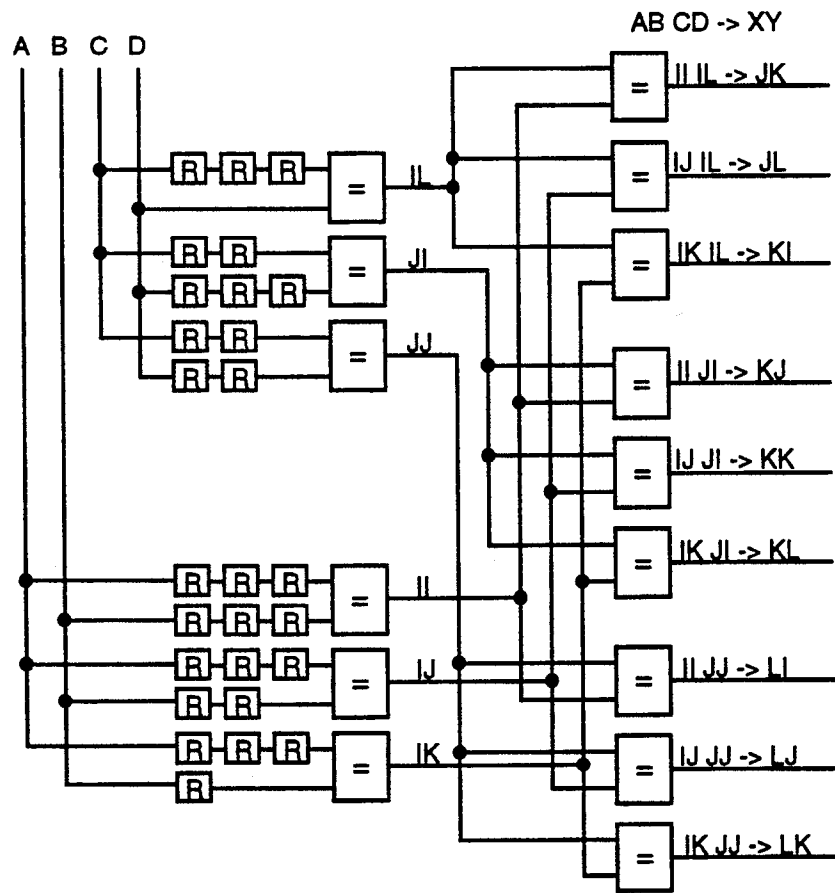 AB CD -> XY
A B C D
= II IL -> JK
R R R = IL
= IJ IL -> JL
R R = JI
= IK IL -> KI
R R R
R R = JJ
R R
= II JI -> KJ
= IJ JI -> KK
= IK JI -> KL
R R R = II
R R R
R R R = IJ
= II JJ -> LI
R R
R R R = IK
= IJ JJ -> LJ
R
= IK JJ -> LK